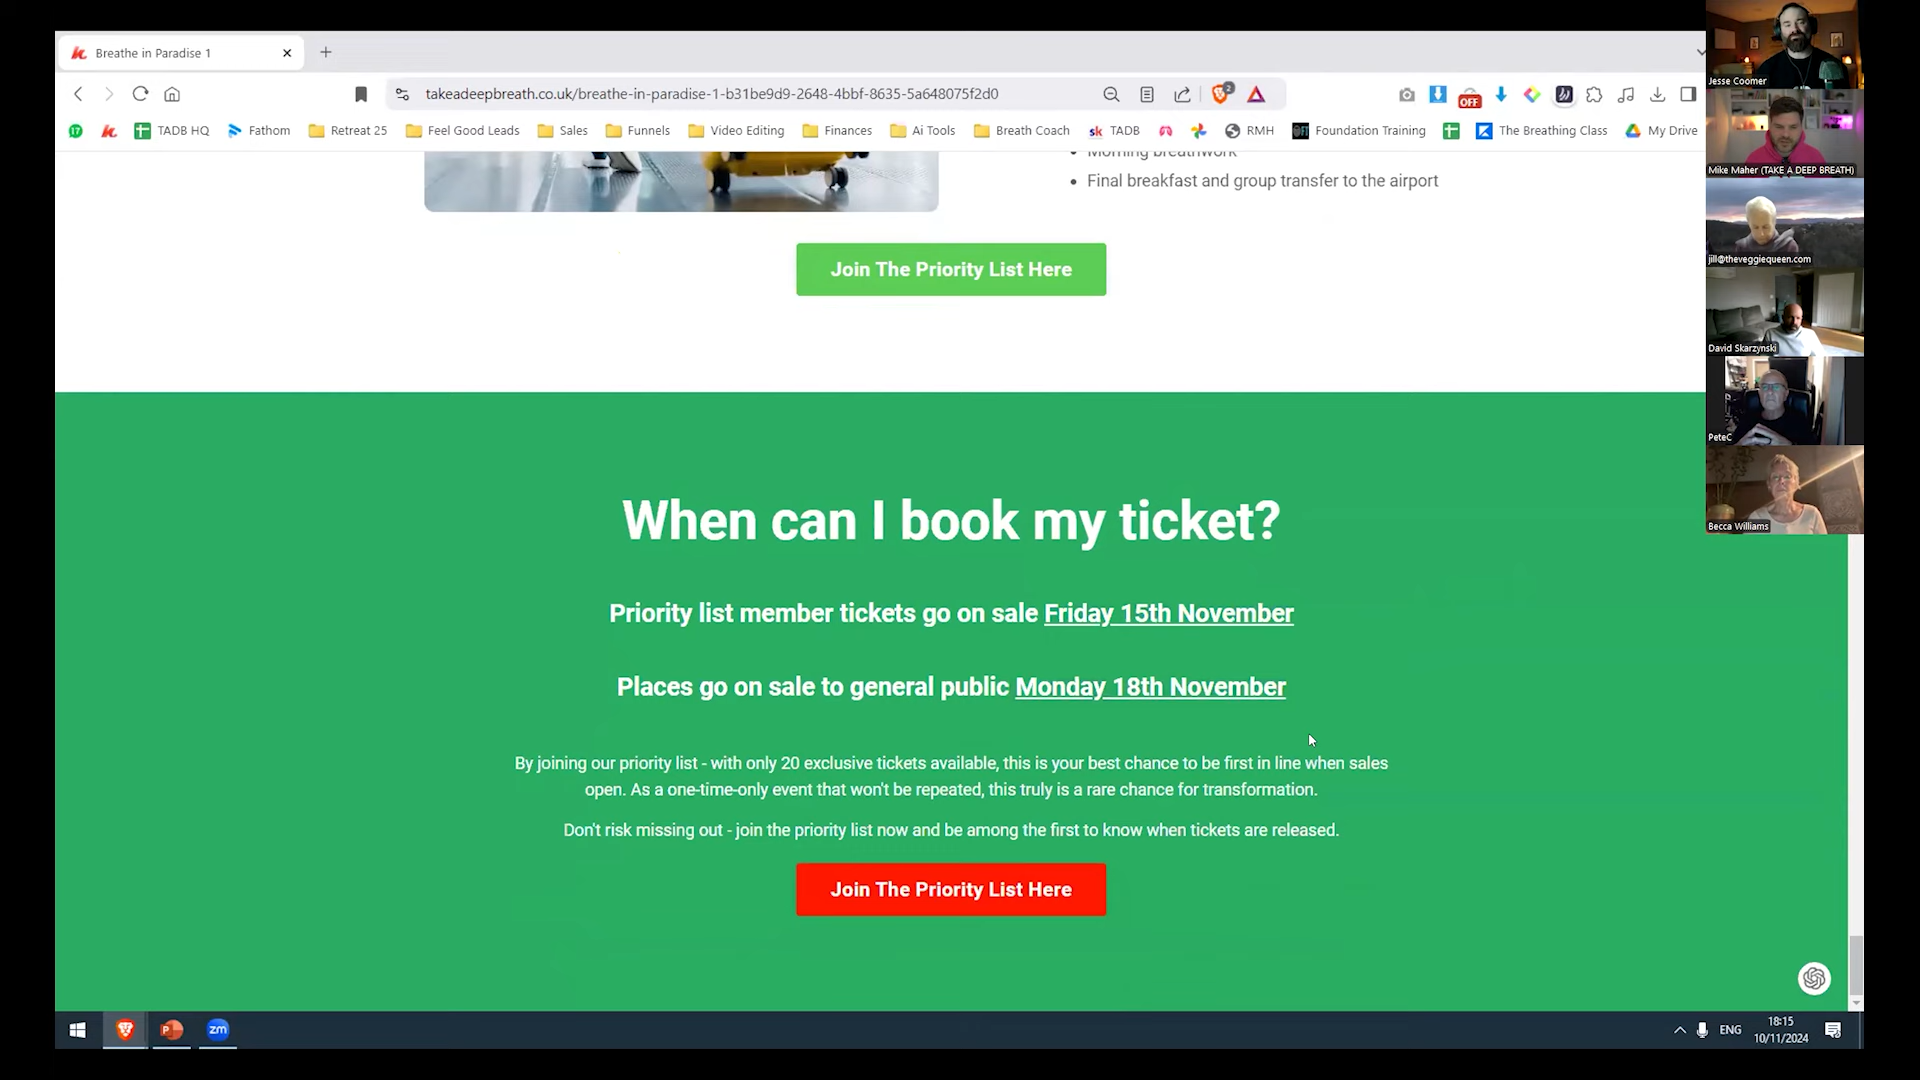 Breathe in Paradise 1
takeadeepbreath.co.uk/breathe-in-paradise-1-b31be9d9-2648-4bbf-8635-5a648075f2d0
2
OFF
17
TADB HQ
Fathom
Retreat 25
Feel Good Leads
Sales
Funnels
Video Editing
Finances
Ai Tools
Breath Coach
sk
TADB
RMH
Foundation Training
The Breathing Class
My Drive
Morning breathwork
Final breakfast and group transfer to the airport
Join The Priority List Here
When can I book my ticket?
Priority list member tickets go on sale Friday 15th November
Places go on sale to general public Monday 18th November
By joining our priority list - with only 20 exclusive tickets available, this is your best chance to be first in line when sales
open. As a one-time-only event that won't be repeated, this truly is a rare chance for transformation.
Don't risk missing out - join the priority list now and be among the first to know when tickets are released.
Join The Priority List Here
Jesse Coomer
Mike Maher (TAKE A DEEP BREATH)
jill@theveggiequeen.com
David Skarzynski
PeteC
Becca Williams
P
zm
ENG
18:15
10/11/2024